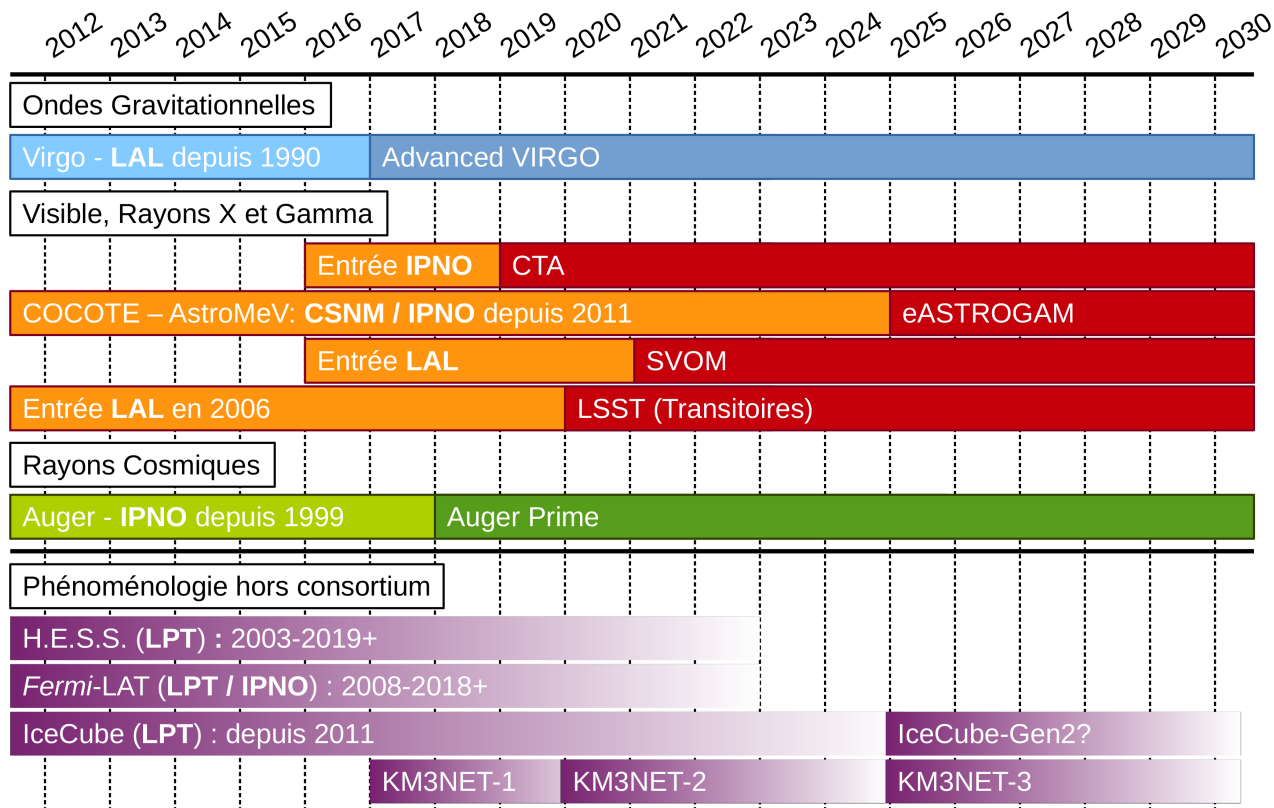 2012 2013 2014 2015 2016 2017 2018 2019 2020 2021 2022 2023 2024 2025 2026 2027 2028 2029 2030
Ondes Gravitationnelles
Virgo - LAL depuis 1990 Advanced VIRGO
Visible, Rayons X et Gamma
Entrée IPNO CTA
COCOTE – AstroMeV: CSNM / IPNO depuis 2011 eASTROGAM
Entrée LAL SVOM
Entrée LAL en 2006 LSST (Transitoires)
Rayons Cosmiques
Auger - IPNO depuis 1999 Auger Prime
Phénoménologie hors consortium
H.E.S.S. (LPT) : 2003-2019+
Fermi-LAT (LPT / IPNO) : 2008-2018+
IceCube (LPT) : depuis 2011 IceCube-Gen2?
KM3NET-1 KM3NET-2 KM3NET-3